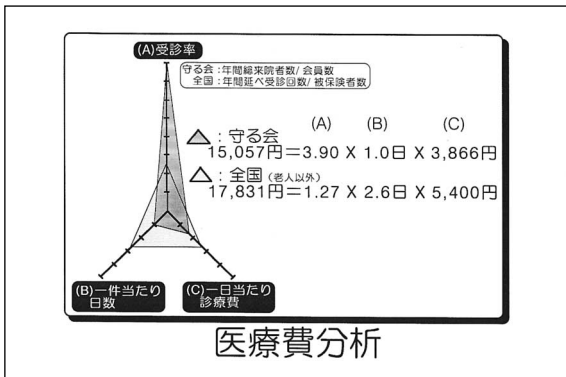 (A)受診率
守る会:年間総来院者数/会員数
全国:年間延べ受診回数/被保険者数
(A) (B) (C)
△:守る会
15,057円=3.90 X 1.0日 X 3,866円
△:全国(老人以外)
17,831円=1.27 X 2.6日 X 5,400円
(B)一件当たり
日数
(C)一日当たり
診療費
医療費分析